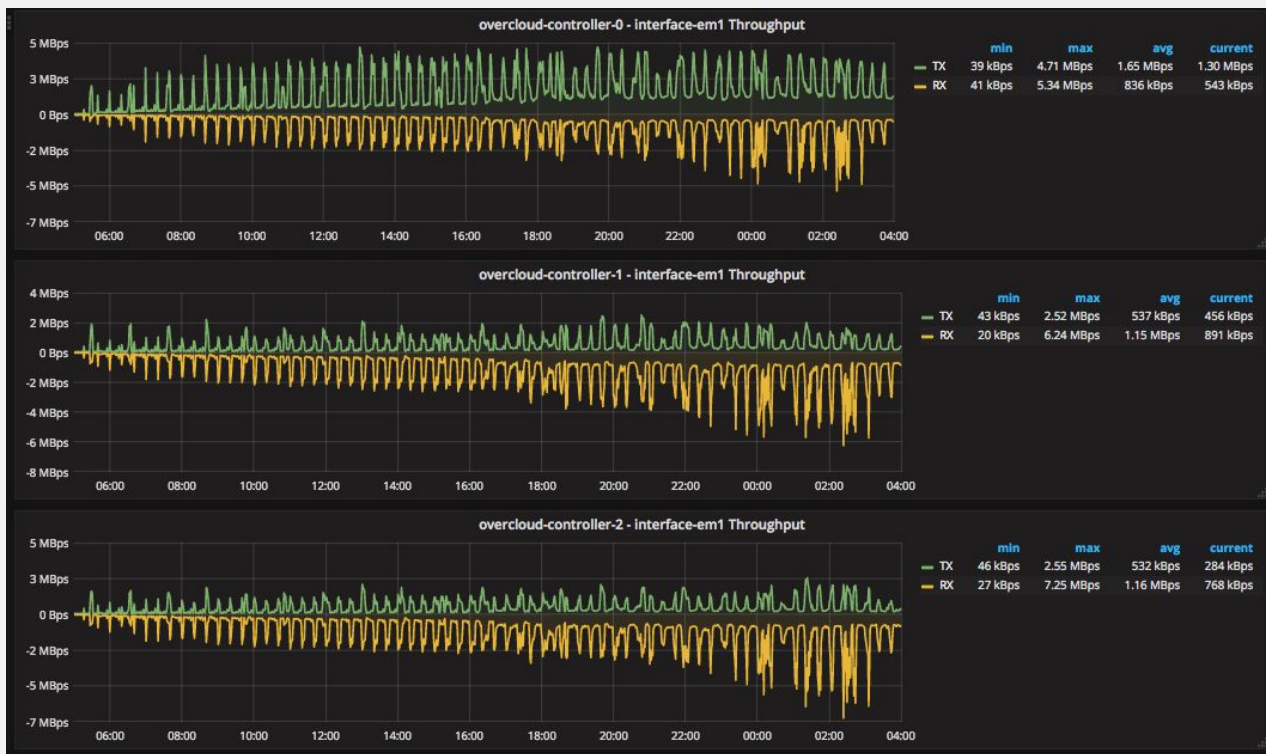 overcloud-controller-0 - interface-em1 Throughput
5 MBps
3 MBps
0 Bps
-2 MBps
-5 MBps
-7 MBps
06:00 08:00 10:00 12:00 14:00 16:00 18:00 20:00 22:00 00:00 02:00 04:00
min max avg current
TX 39 kBps 4.71 MBps 1.65 MBps 1.30 MBps
RX 41 kBps 5.34 MBps 836 kBps 543 kBps
overcloud-controller-1 - interface-em1 Throughput
4 MBps
2 MBps
0 Bps
-2 MBps
-4 MBps
-6 MBps
-8 MBps
06:00 08:00 10:00 12:00 14:00 16:00 18:00 20:00 22:00 00:00 02:00 04:00
min max avg current
TX 43 kBps 2.52 MBps 537 kBps 456 kBps
RX 20 kBps 6.24 MBps 1.15 MBps 891 kBps
overcloud-controller-2 - interface-em1 Throughput
5 MBps
3 MBps
0 Bps
-2 MBps
-5 MBps
-7 MBps
06:00 08:00 10:00 12:00 14:00 16:00 18:00 20:00 22:00 00:00 02:00 04:00
min max avg current
TX 46 kBps 2.55 MBps 532 kBps 284 kBps
RX 27 kBps 7.25 MBps 1.16 MBps 768 kBps